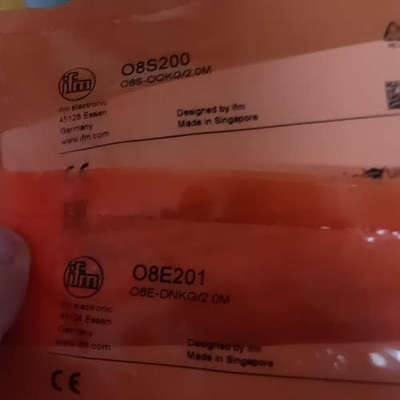 O8S200
O8S-OOKG/2.0M
ifm
ifm electronic
45128 Essen
Germany
www.ifm.com
Designed by ifm
Made in Singapore
CE
O8E201
O8E-DNKG/2.0M
ifm
ifm electronic
45128 Essen
Germany
www.ifm.com
Designed by ifm
Made in Singapore
CE